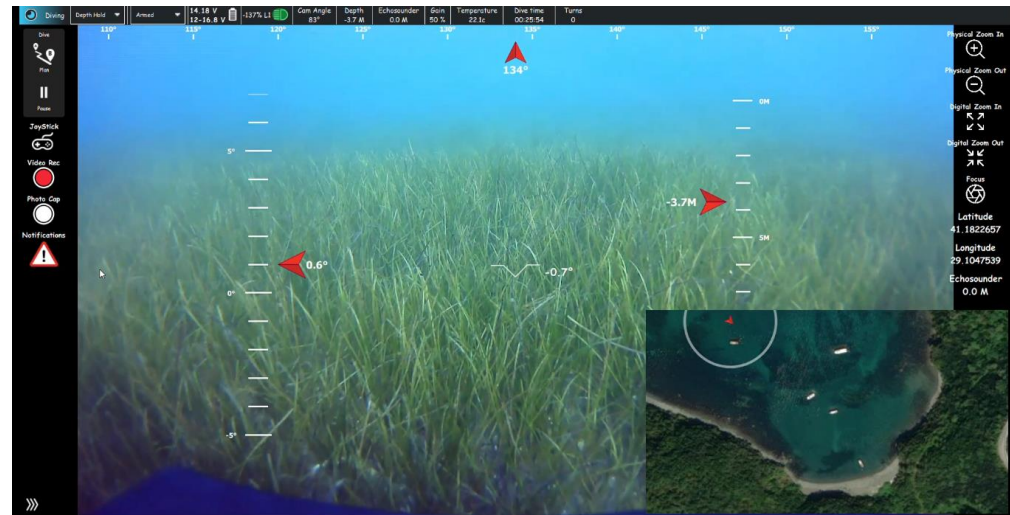 Diving
Depth Hold
Armed
14.18 V
12-16.8 V
-137% L1
Cam Angle
83°
Depth
-3.7 M
Echosounder
0.0 M
Gain
50 %
Temperature
22.1c
Dive time
00:25:54
Turns
0
110°
115°
120°
125°
130°
135°
140°
145°
150°
155°
134°
Dive
Plan
Pause
JoyStick
Video Rec
Photo Cap
Notifications
5°
0.6°
0°
-5°
-0.7°
0M
-3.7M
5M
Physical Zoom In
Physical Zoom Out
Digital Zoom In
Digital Zoom Out
Focus
Latitude
41.1822657
Longitude
29.1047539
Echosounder
0.0 M